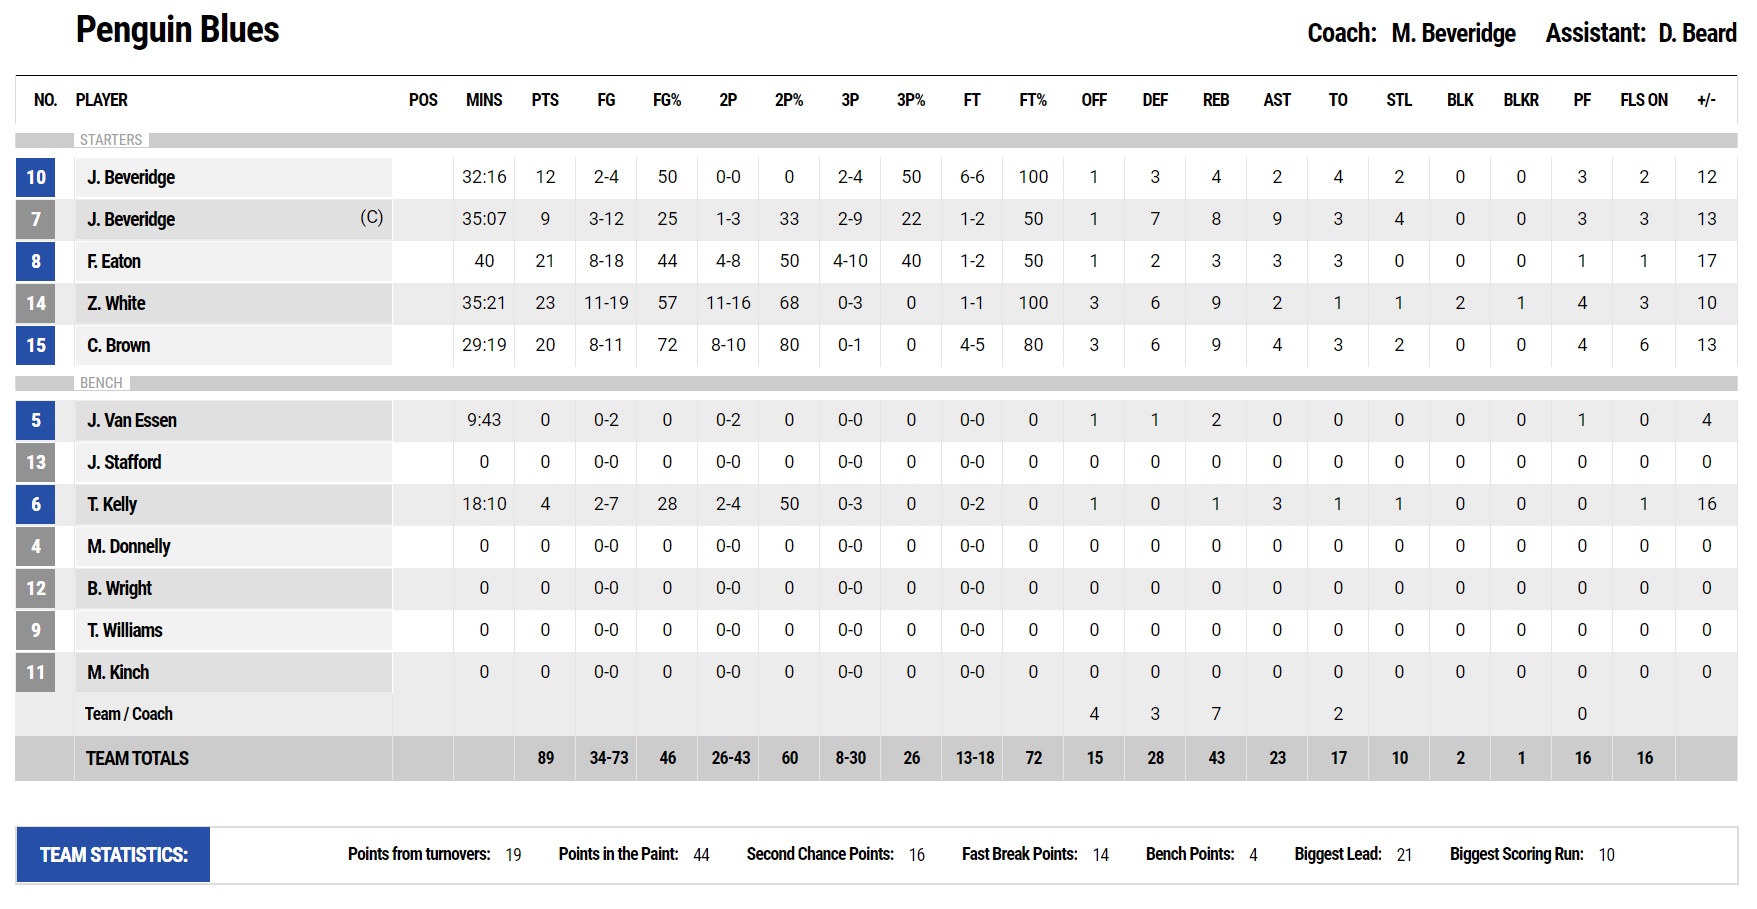 Penguin Blues
Coach: M. Beveridge Assistant: D. Beard
NO. PLAYER POS MINS PTS FG FG% 2P 2P% 3P 3P% FT FT% OFF DEF REB AST TO STL BLK BLKR PF FLS ON +/-
STARTERS
10 J. Beveridge 32:16 12 2-4 50 0-0 0 2-4 50 6-6 100 1 3 4 2 4 2 0 0 3 2 12
7 J. Beveridge (C) 35:07 9 3-12 25 1-3 33 2-9 22 1-2 50 1 7 8 9 3 4 0 0 3 3 13
8 F. Eaton 40 21 8-18 44 4-8 50 4-10 40 1-2 50 1 2 3 3 3 0 0 0 1 1 17
14 Z. White 35:21 23 11-19 57 11-16 68 0-3 0 1-1 100 3 6 9 2 1 1 2 1 4 3 10
15 C. Brown 29:19 20 8-11 72 8-10 80 0-1 0 4-5 80 3 6 9 4 3 2 0 0 4 6 13
BENCH
5 J. Van Essen 9:43 0 0-2 0 0-2 0 0-0 0 0-0 0 1 1 2 0 0 0 0 0 1 0 4
13 J. Stafford 0 0 0-0 0 0-0 0 0-0 0 0-0 0 0 0 0 0 0 0 0 0 0 0 0
6 T. Kelly 18:10 4 2-7 28 2-4 50 0-3 0 0-2 0 1 0 1 3 1 1 0 0 0 1 16
4 M. Donnelly 0 0 0-0 0 0-0 0 0-0 0 0-0 0 0 0 0 0 0 0 0 0 0 0 0
12 B. Wright 0 0 0-0 0 0-0 0 0-0 0 0-0 0 0 0 0 0 0 0 0 0 0 0 0
9 T. Williams 0 0 0-0 0 0-0 0 0-0 0 0-0 0 0 0 0 0 0 0 0 0 0 0 0
11 M. Kinch 0 0 0-0 0 0-0 0 0-0 0 0-0 0 0 0 0 0 0 0 0 0 0 0 0
Team / Coach 4 3 7 2 0
TEAM TOTALS 89 34-73 46 26-43 60 8-30 26 13-18 72 15 28 43 23 17 10 2 1 16 16
TEAM STATISTICS: Points from turnovers: 19 Points in the Paint: 44 Second Chance Points: 16 Fast Break Points: 14 Bench Points: 4 Biggest Lead: 21 Biggest Scoring Run: 10